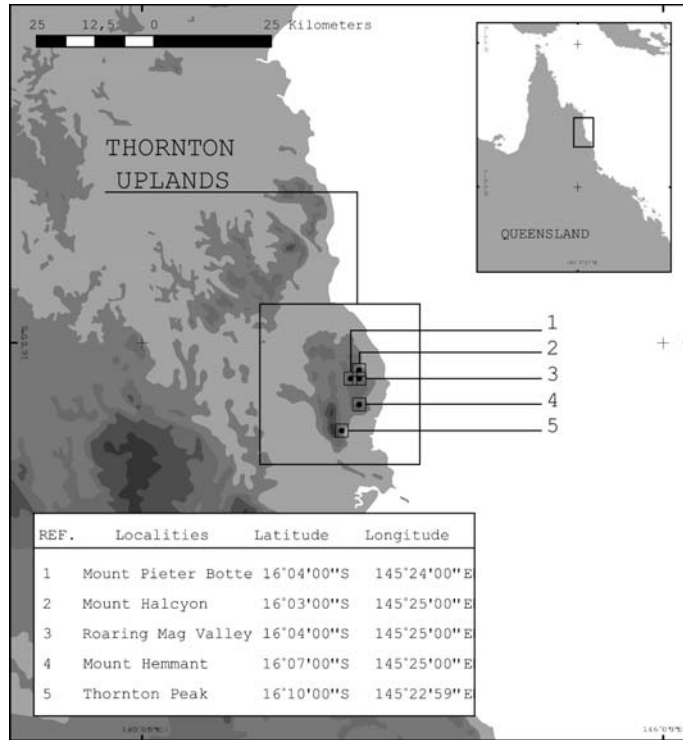 25 12,5 0 25 Kilometers
THORNTON
UPLANDS
QUEENSLAND
1
2
3
4
5
REF. Localities Latitude Longitude
1 Mount Pieter Botte 16°04'00"S 145°24'00"E
2 Mount Halcyon 16°03'00"S 145°25'00"E
3 Roaring Mag Valley 16°04'00"S 145°25'00"E
4 Mount Hemmant 16°07'00"S 145°25'00"E
5 Thornton Peak 16°10'00"S 145°22'59"E